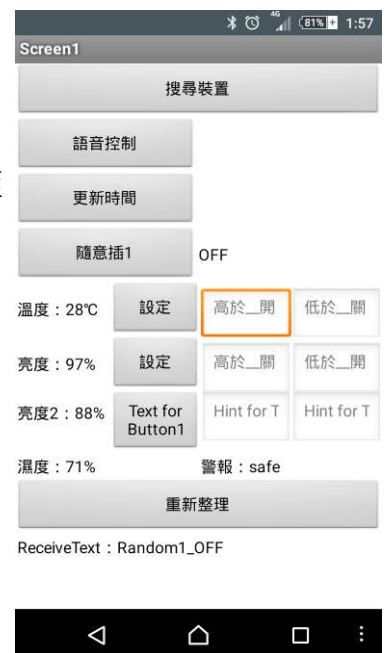 4G 81% 1:57
Screen1
搜尋裝置
語音控制
更新時間
隨意插1 OFF
溫度：28℃ 設定 高於__開 低於__關
亮度：97% 設定 高於__關 低於__開
亮度2：88% Text for Button1 Hint for T Hint for T
濕度：71% 警報：safe
重新整理
ReceiveText：Random1_OFF